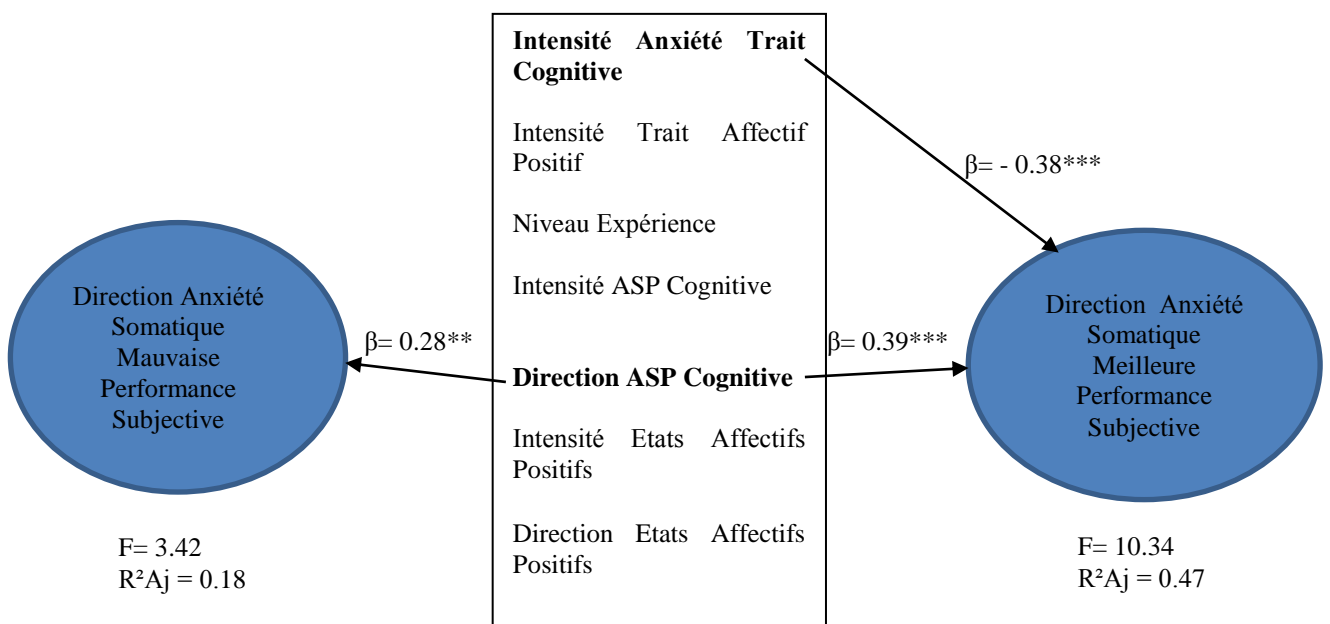 Intensité Anxiété Trait
Cognitive
Intensité Trait Affectif
Positif
Niveau Expérience
Intensité ASP Cognitive
Direction ASP Cognitive
Intensité Etats Affectifs
Positifs
Direction Etats Affectifs
Positifs
β= - 0.38***
β= 0.28**
β= 0.39***
Direction Anxiété
Somatique
Mauvaise
Performance
Subjective
F= 3.42
R²Aj = 0.18
Direction Anxiété
Somatique
Meilleure
Performance
Subjective
F= 10.34
R²Aj = 0.47